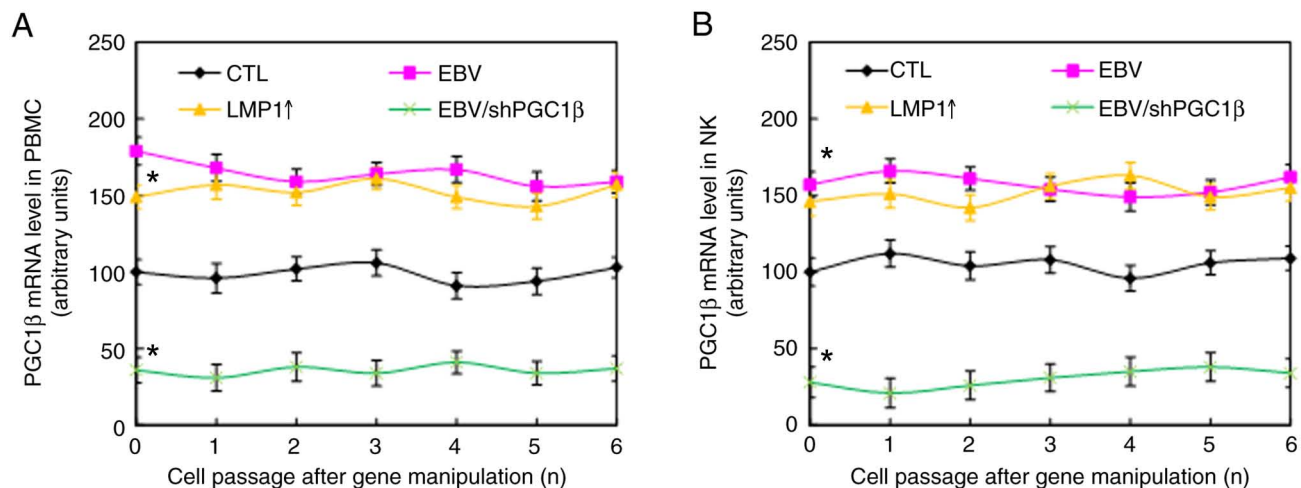 A
PGC1β mRNA level in PBMC
(arbitrary units)
250
200
150
100
50
0
CTL
EBV
LMP1↑
EBV/shPGC1β
*
*
0 1 2 3 4 5 6
Cell passage after gene manipulation (n)
B
PGC1β mRNA level in NK
(arbitrary units)
250
200
150
100
50
0
CTL
EBV
LMP1↑
EBV/shPGC1β
*
*
0 1 2 3 4 5 6
Cell passage after gene manipulation (n)